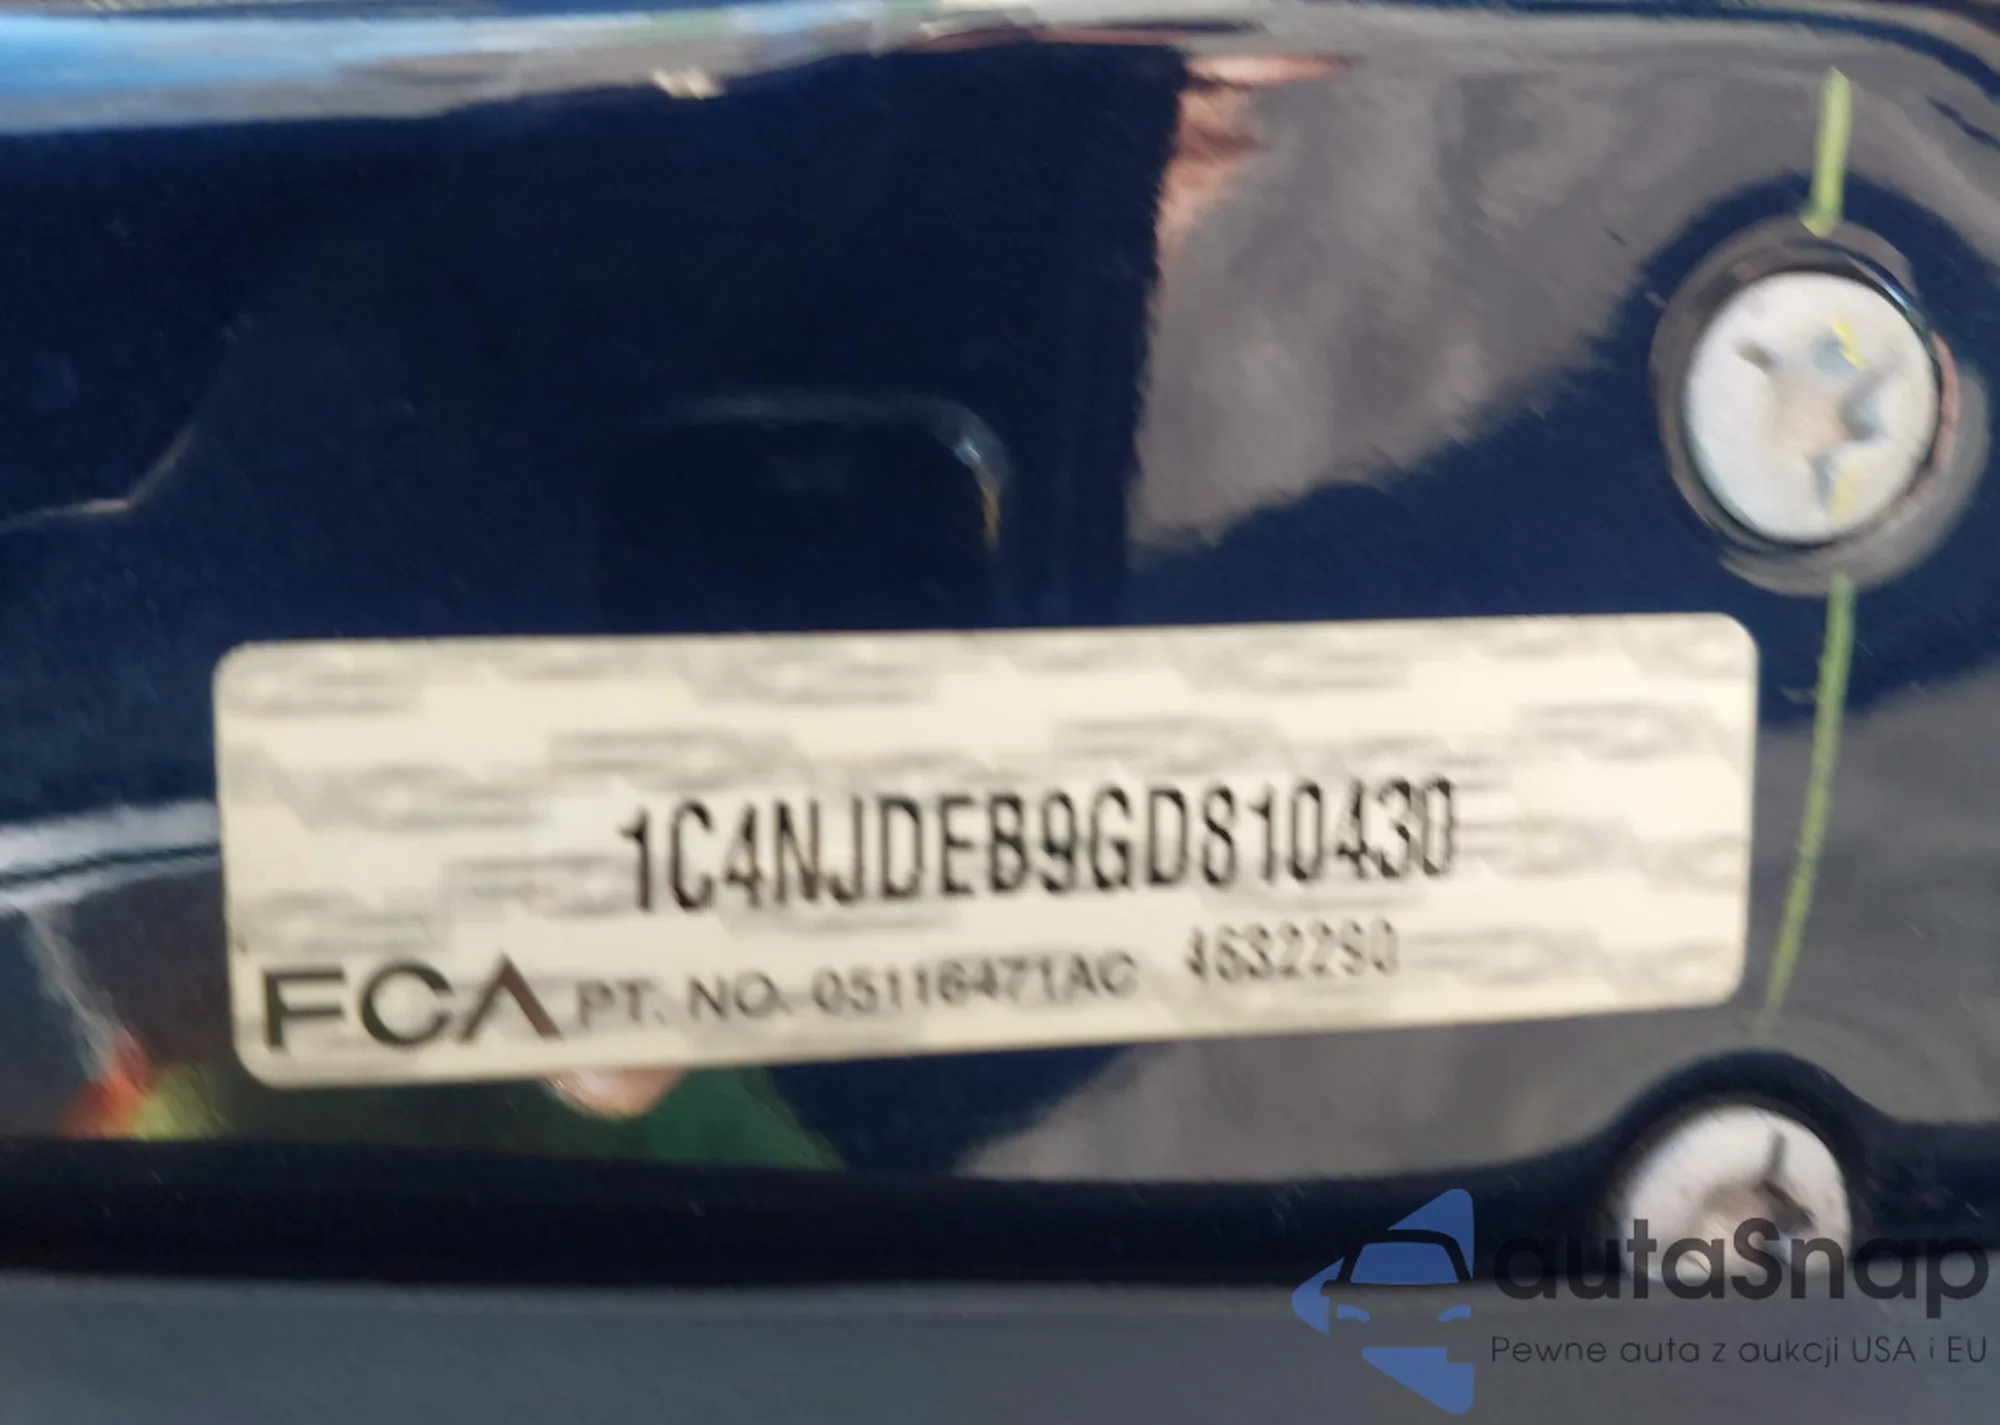 1C4NJDEB9GD810430
FCA PT. NO. 05116471AC 4632290
autaSnap
Pewne auta z aukcji USA i EU